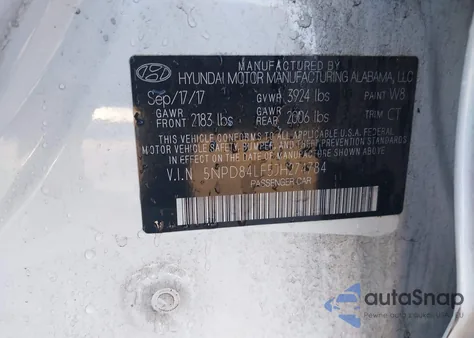 MANUFACTURED BY
HYUNDAI MOTOR MANUFACTURING ALABAMA, LLC
Sep/17/17 GVWR 3924 lbs PAINT W8
GAWR FRONT 2183 lbs GAWR REAR 2006 lbs TRIM CT
THIS VEHICLE CONFORMS TO ALL APPLICABLE U.S. FEDERAL
MOTOR VEHICLE SAFETY, BUMPER, AND THEFT PREVENTION
STANDARDS IN EFFECT ON THE DATE OF MANUFACTURE
SHOWN ABOVE.
V.I.N
PASSENGER CAR
autoSnap